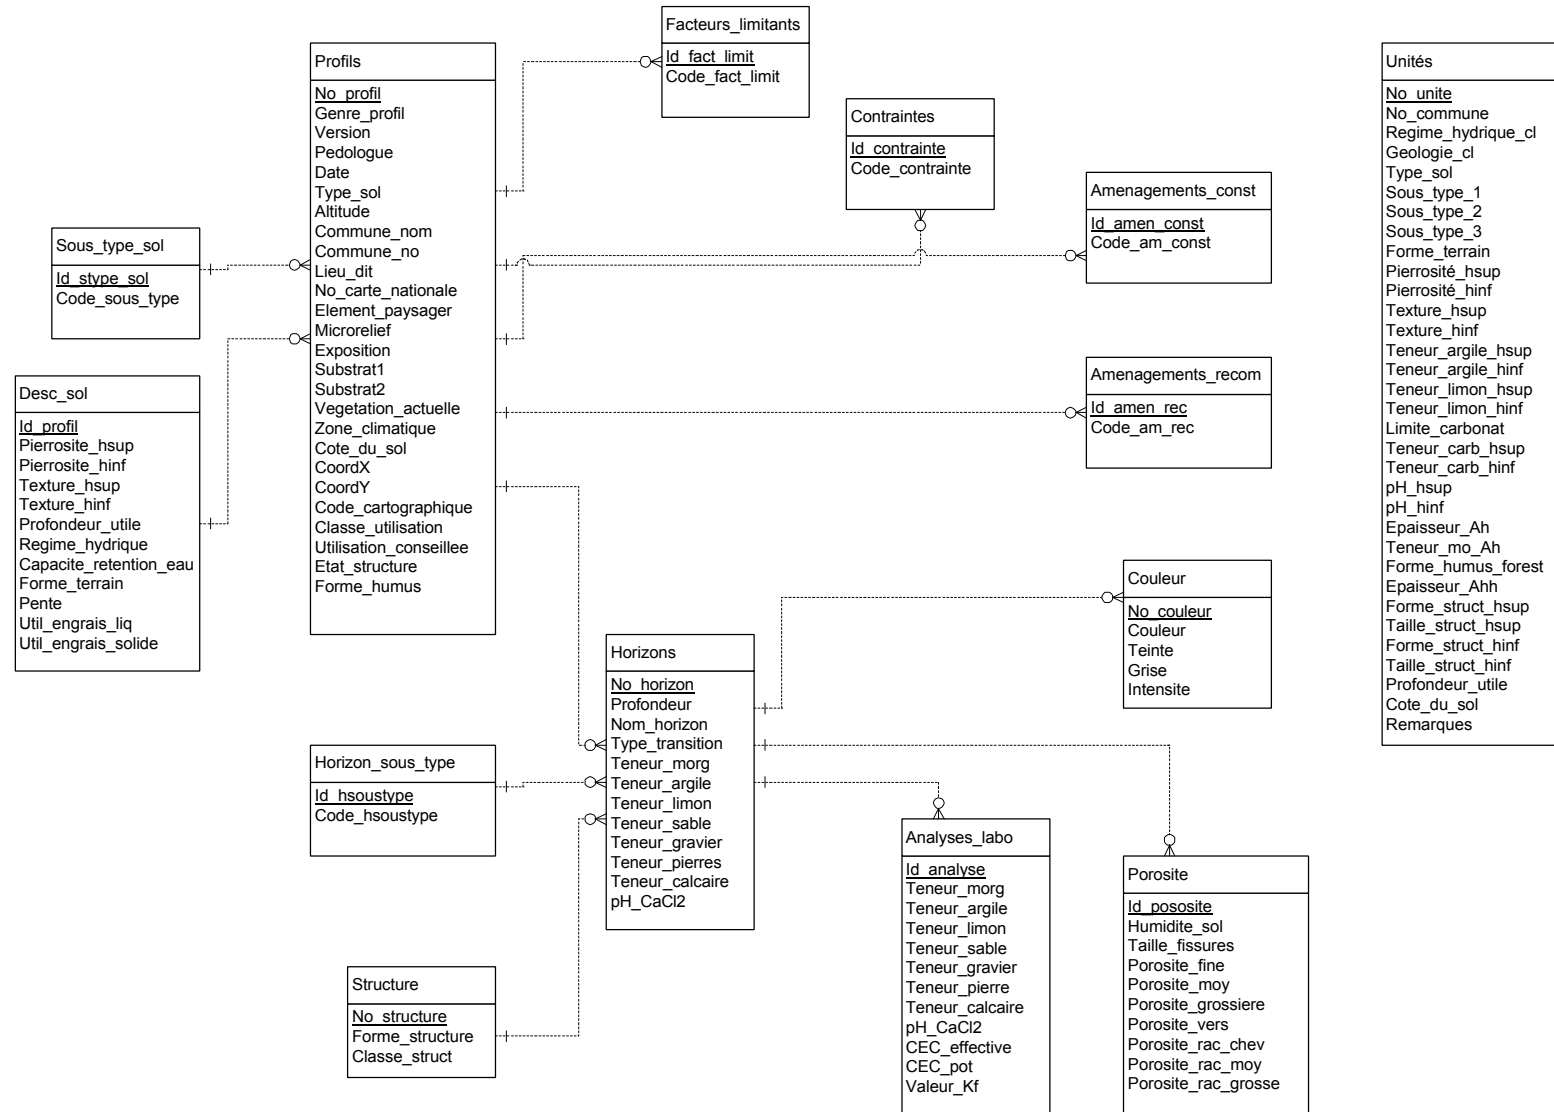 Facteurs_limitants
Id_fact_limit
Code_fact_limit
Profils
No_profil
Genre_profil
Version
Pedologue
Date
Type_sol
Altitude
Commune_nom
Commune_no
Lieu_dit
No_carte_nationale
Element_paysager
Microrelief
Exposition
Substrat1
Substrat2
Vegetation_actuelle
Zone_climatique
Cote_du_sol
CoordX
CoordY
Code_cartographique
Classe_utilisation
Utilisation_conseillee
Etat_structure
Forme_humus
Unités
No_unite
No_commune
Regime_hydrique_cl
Geologie_cl
Type_sol
Sous_type_1
Sous_type_2
Sous_type_3
Forme_terrain
Pierrosité_hsup
Pierrosité_hinf
Texture_hsup
Texture_hinf
Teneur_argile_hsup
Teneur_argile_hinf
Teneur_limon_hsup
Teneur_limon_hinf
Limite_carbonat
Teneur_carb_hsup
Teneur_carb_hinf
pH_hsup
pH_hinf
Epaisseur_Ah
Teneur_mo_Ah
Forme_humus_forest
Epaisseur_Ahh
Forme_struct_hsup
Taille_struct_hsup
Forme_struct_hinf
Taille_struct_hinf
Profondeur_utile
Cote_du_sol
Remarques
Contraintes
Id_contrainte
Code_contrainte
Amenagements_const
Id_amen_const
Code_am_const
Sous_type_sol
Id_stype_sol
Code_sous_type
Amenagements_recom
Id_amen_rec
Code_am_rec
Desc_sol
Id_profil
Pierrosite_hsup
Pierrosite_hinf
Texture_hsup
Texture_hinf
Profondeur_utile
Regime_hydrique
Capacite_retention_eau
Forme_terrain
Pente
Util_engrais_liq
Util_engrais_solide
Couleur
No_couleur
Couleur
Teinte
Grise
Intensite
Horizons
No_horizon
Profondeur
Nom_horizon
Type_transition
Teneur_morg
Teneur_argile
Teneur_limon
Teneur_sable
Teneur_gravier
Teneur_pierres
Teneur_calcaire
pH_CaCl2
Horizon_sous_type
Id_hsoustype
Code_hsoustype
Analyses_labo
Id_analyse
Teneur_morg
Teneur_argile
Teneur_limon
Teneur_sable
Teneur_gravier
Teneur_pierre
Teneur_calcaire
pH_CaCl2
CEC_effective
CEC_pot
Valeur_Kf
Porosite
Id_pososite
Humidite_sol
Taille_fissures
Porosite_fine
Porosite_moy
Porosite_grossiere
Porosite_vers
Porosite_rac_chev
Porosite_rac_moy
Porosite_rac_grosse
Structure
No_structure
Forme_structure
Classe_struct